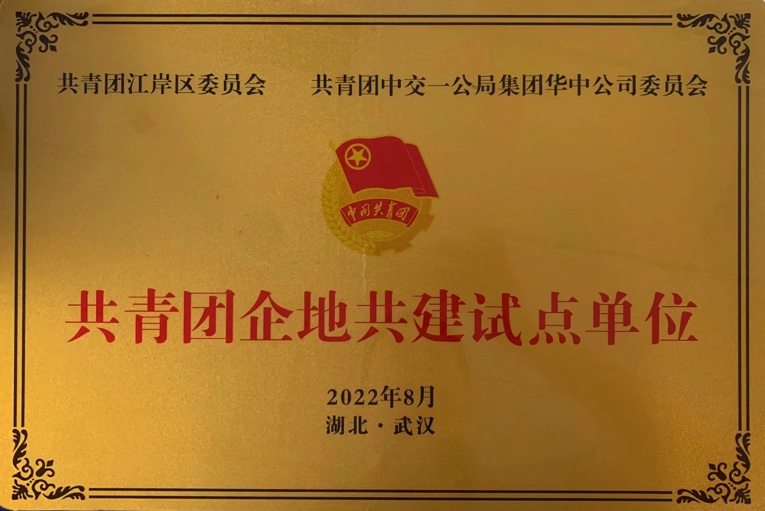 共青团江岸区委员会 共青团中交一公局集团华中公司委员会
中国共青团
共青团企地共建试点单位
2022年8月
湖北·武汉